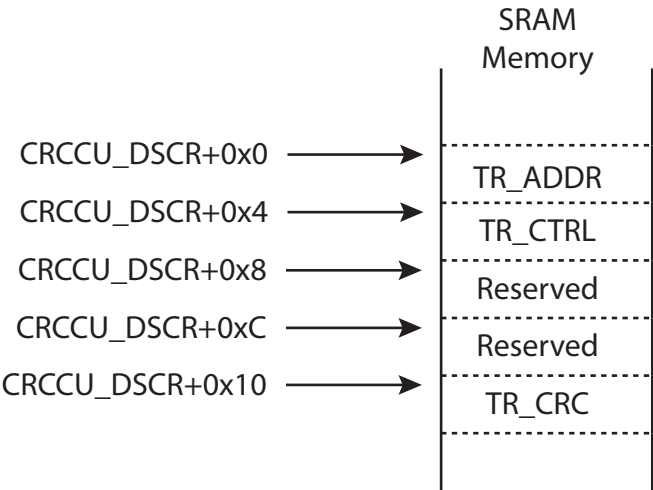 SRAM
Memory
CRCCU_DSCR+0x0
TR_ADDR
CRCCU_DSCR+0x4
TR_CTRL
CRCCU_DSCR+0x8
Reserved
CRCCU_DSCR+0xC
Reserved
CRCCU_DSCR+0x10
TR_CRC